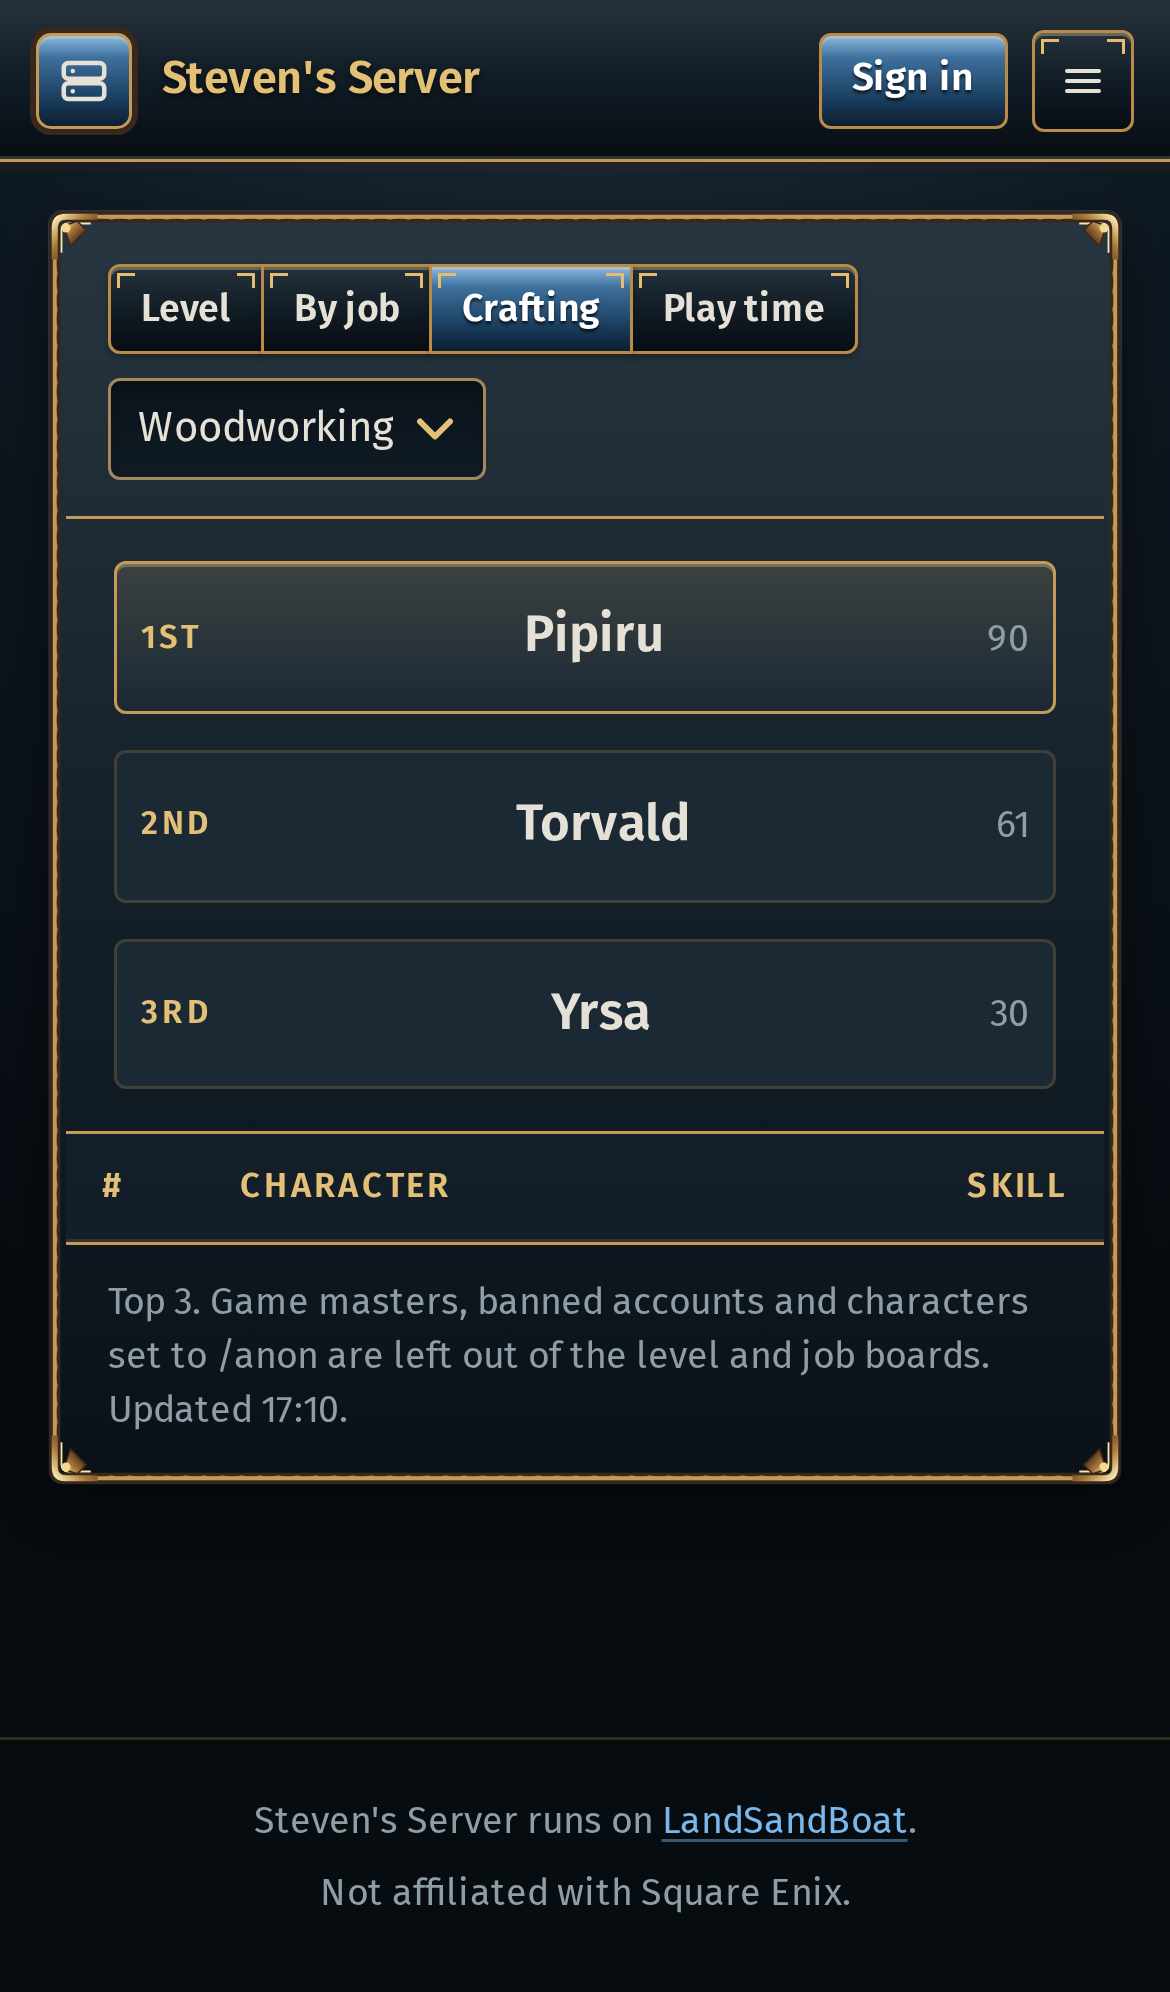 Steven's Server
Sign in
Level
By job
Crafting
Play time
Woodworking
1ST
Pipiru
90
2ND
Torvald
61
3RD
Yrsa
30
# CHARACTER SKILL
Top 3. Game masters, banned accounts and characters
set to /anon are left out of the level and job boards.
Updated 17:10.
Steven's Server runs on LandSandBoat.
Not affiliated with Square Enix.